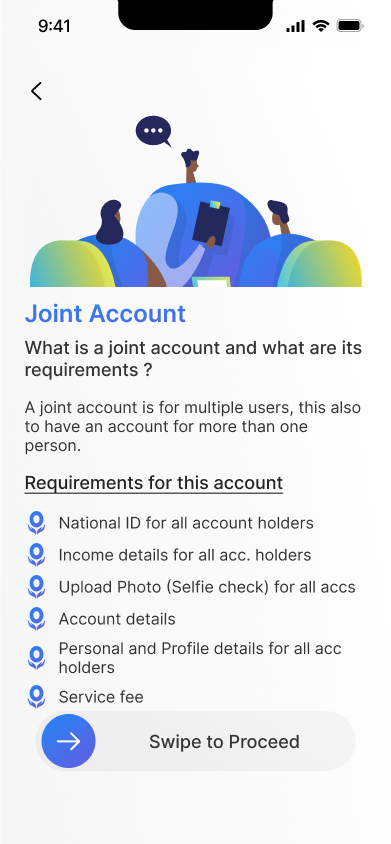 9:41
Joint Account
What is a joint account and what are its
requirements ?
A joint account is for multiple users, this also
to have an account for more than one
person.
Requirements for this account
National ID for all account holders
Income details for all acc. holders
Upload Photo (Selfie check) for all accs
Account details
Personal and Profile details for all acc
holders
Service fee
Swipe to Proceed